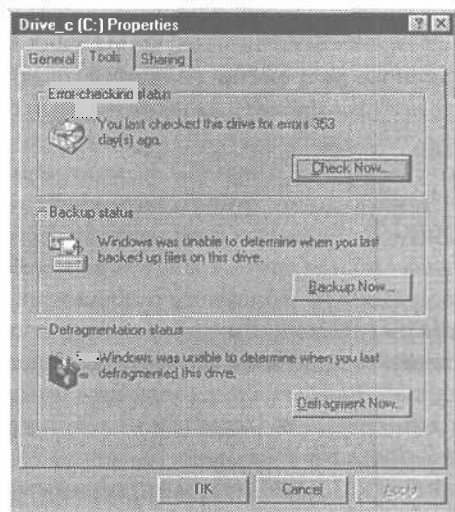 Drive_c (C:) Properties
General Tools Sharing
Error-checking status
You last checked this drive for errors 353
day(s) ago.
Check Now...
Backup status
Windows was unable to determine when you last
backed up files on this drive.
Backup Now...
Defragmentation status
Windows was unable to determine when you last
defragmented this drive.
Defragment Now...
OK Cancel Apply